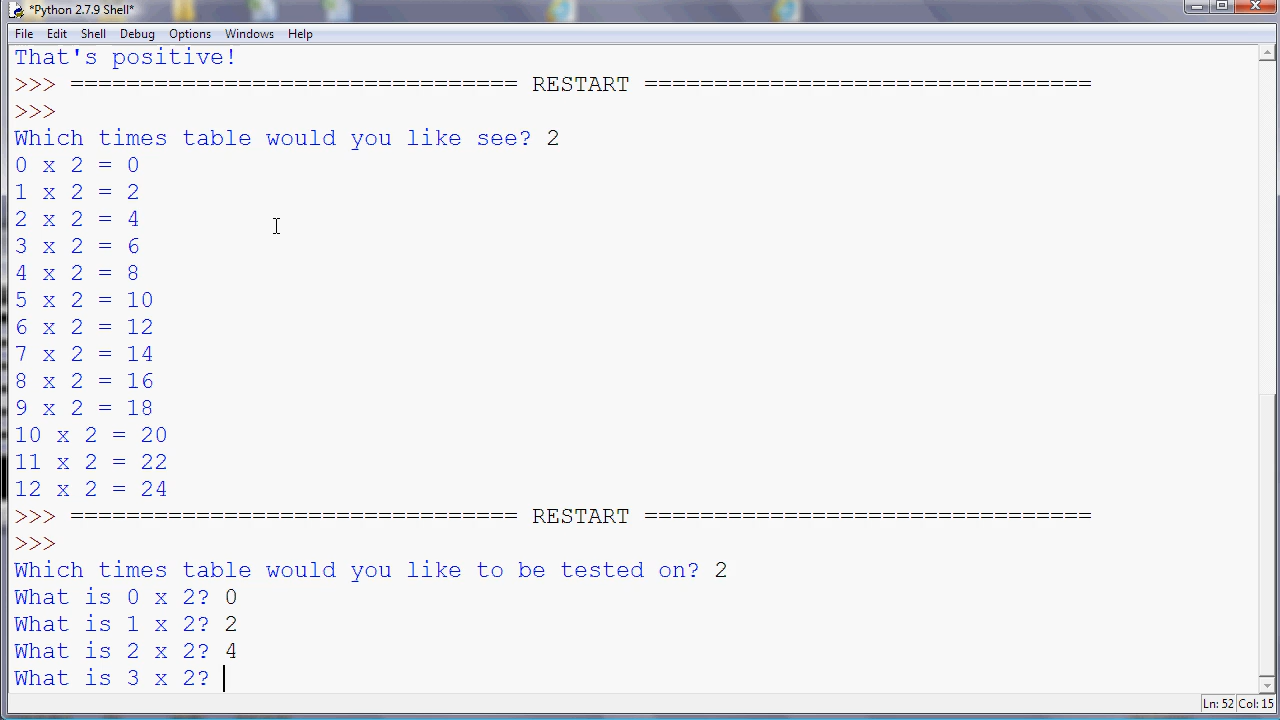 *Python 2.7.9 Shell*
File Edit Shell Debug Options Windows Help
That's positive!
>>> ================================ RESTART ================================
>>>
Which times table would you like see? 2
0 x 2 = 0
1 x 2 = 2
2 x 2 = 4
3 x 2 = 6
4 x 2 = 8
5 x 2 = 10
6 x 2 = 12
7 x 2 = 14
8 x 2 = 16
9 x 2 = 18
10 x 2 = 20
11 x 2 = 22
12 x 2 = 24
>>> ================================ RESTART ================================
>>>
Which times table would you like to be tested on? 2
What is 0 x 2? 0
What is 1 x 2? 2
What is 2 x 2? 4
What is 3 x 2?
Ln: 52 Col: 15